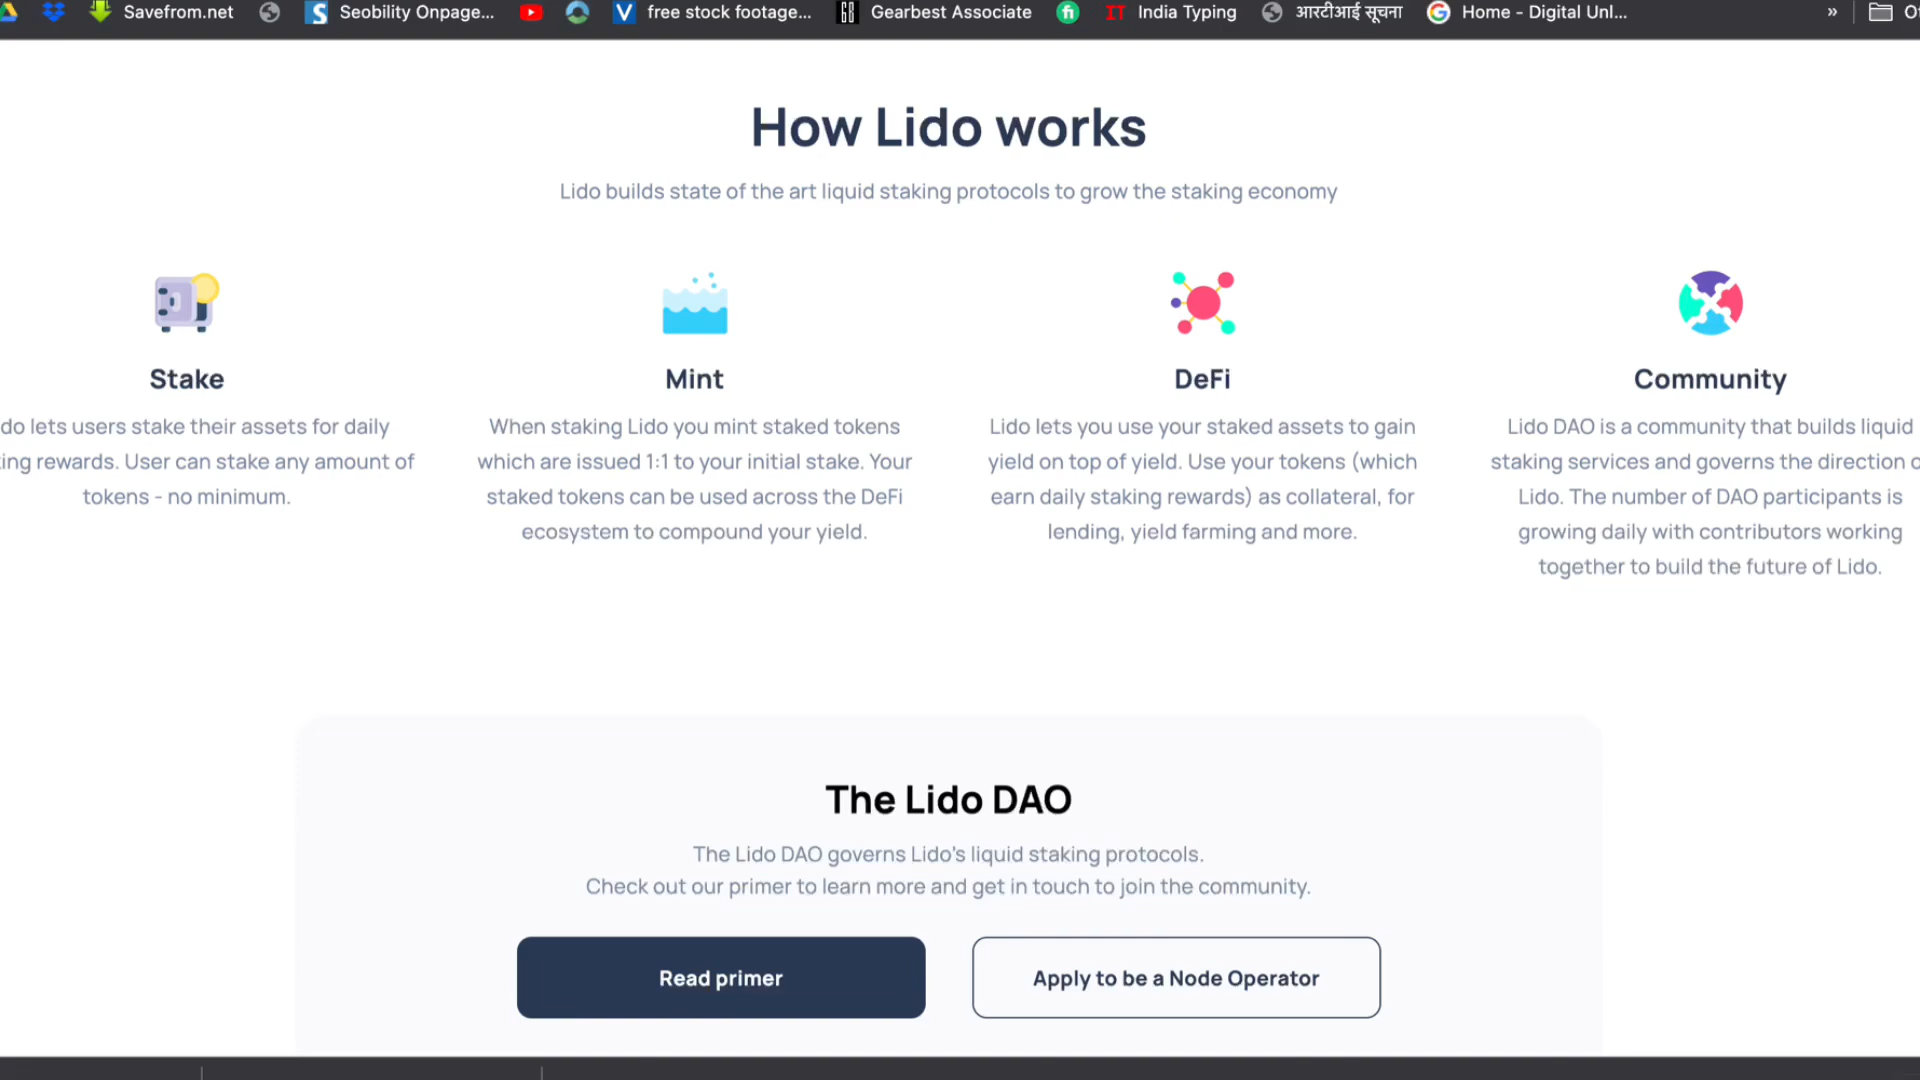 Savefrom.net
Seobility Onpage...
free stock footage...
Gearbest Associate
India Typing
आरटीआई सूचना
Home - Digital Unl...
»
How Lido works
Lido builds state of the art liquid staking protocols to grow the staking economy
Stake
do lets users stake their assets for daily
ing rewards. User can stake any amount of
tokens - no minimum.
Mint
When staking Lido you mint staked tokens
which are issued 1:1 to your initial stake. Your
staked tokens can be used across the DeFi
ecosystem to compound your yield.
DeFi
Lido lets you use your staked assets to gain
yield on top of yield. Use your tokens (which
earn daily staking rewards) as collateral, for
lending, yield farming and more.
Community
Lido DAO is a community that builds liquid
staking services and governs the direction
Lido. The number of DAO participants is
growing daily with contributors working
together to build the future of Lido.
The Lido DAO
The Lido DAO governs Lido's liquid staking protocols.
Check out our primer to learn more and get in touch to join the community.
Read primer
Apply to be a Node Operator